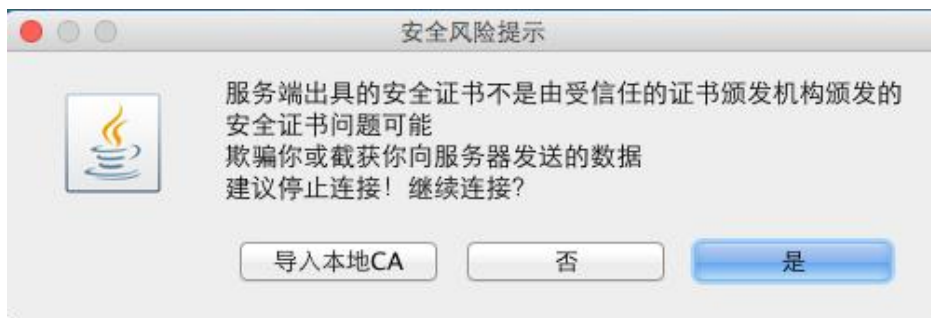 安全风险提示
服务端出具的安全证书不是由受信任的证书颁发机构颁发的
安全证书问题可能
欺骗你或截获你向服务器发送的数据
建议停止连接！继续连接?
导入本地CA
否
是